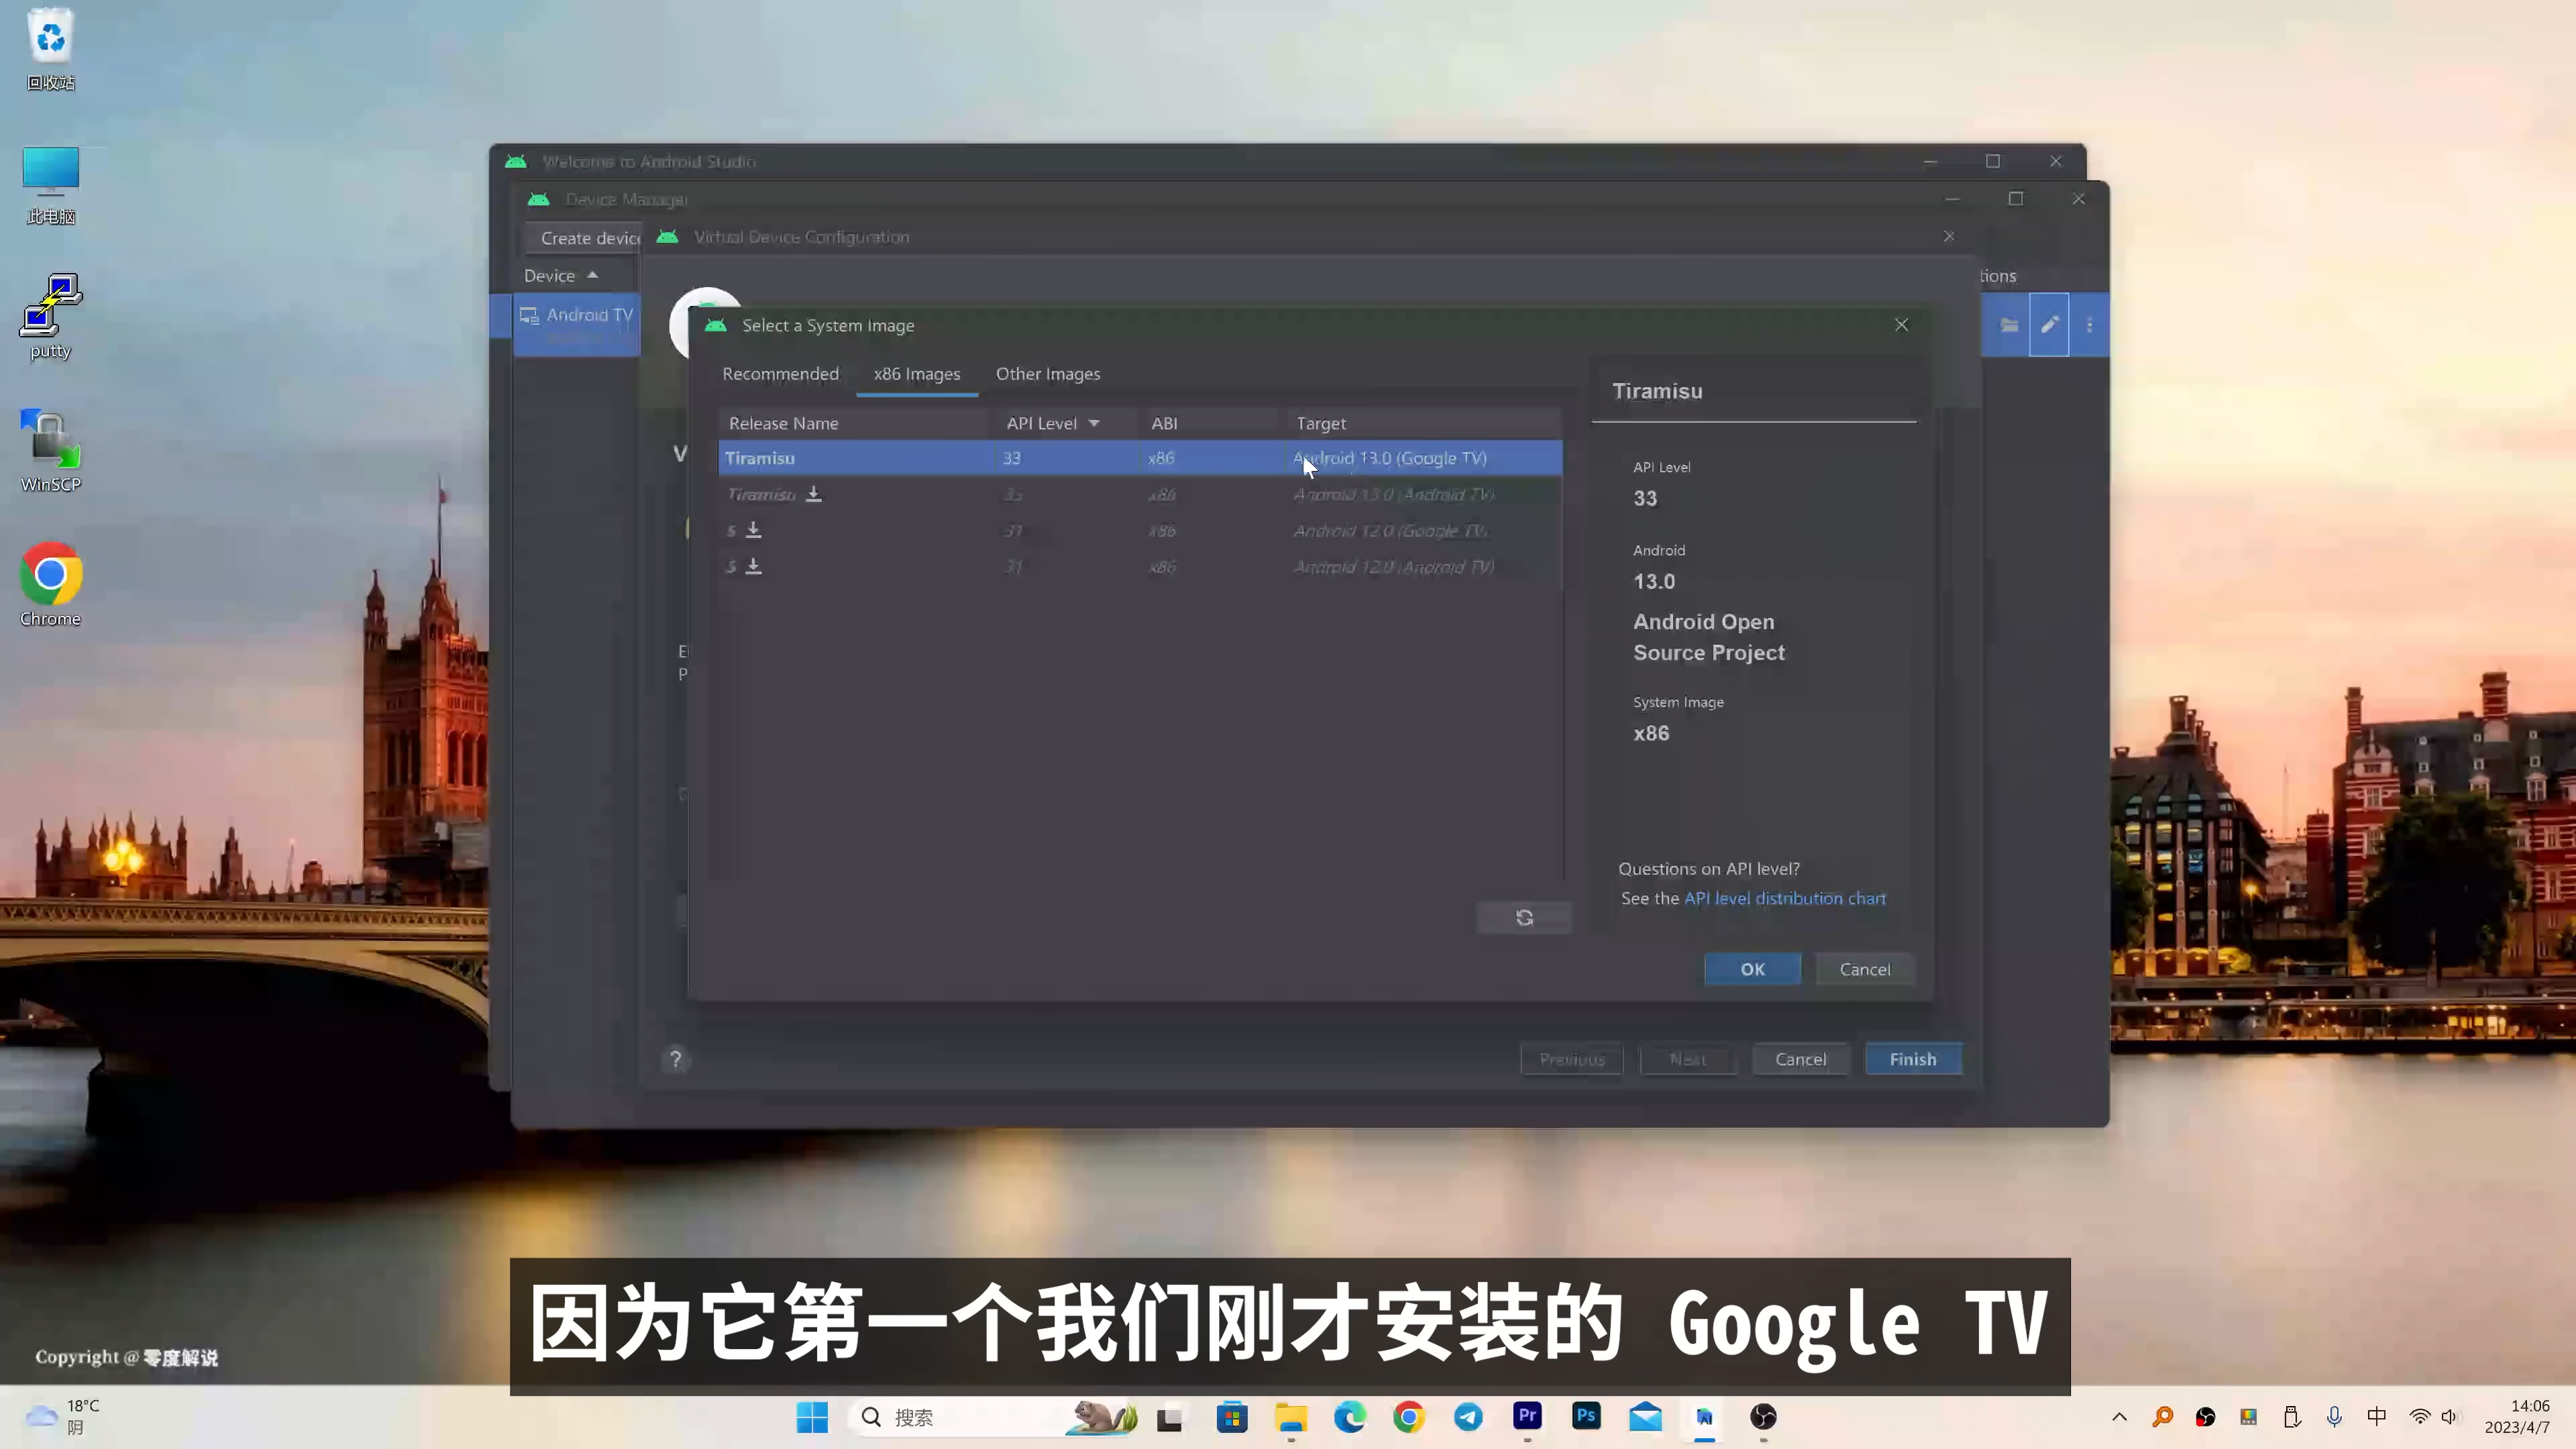 回收站
此电脑
putty
WinSCP
Chrome
Welcome to Android Studio
Device Manager
Create devic
Virtual Device Configuration
Device
tions
Android TV
Select a System Image
Recommended
x86 Images
Other Images
Release Name
API Level
ABI
Target
Tiramisu
33
x86
Android 13.0 (Google TV)
Tiramisu
33
x86
Android 13.0 (Android TV)
S
31
x86
Android 12.0 (Google TV)
S
31
x86
Android 12.0 (Android TV)
Tiramisu
API Level
33
Android
13.0
Android Open
Source Project
System Image
x86
Questions on API level?
See the API level distribution chart
OK
Cancel
V
E
P
?
Previous
Next
Cancel
Finish
因为它第一个我们刚才安装的 Google TV
Copyright @ 零度解说
18°C
阴
搜索
Pr
Ps
中
14:06
2023/4/7